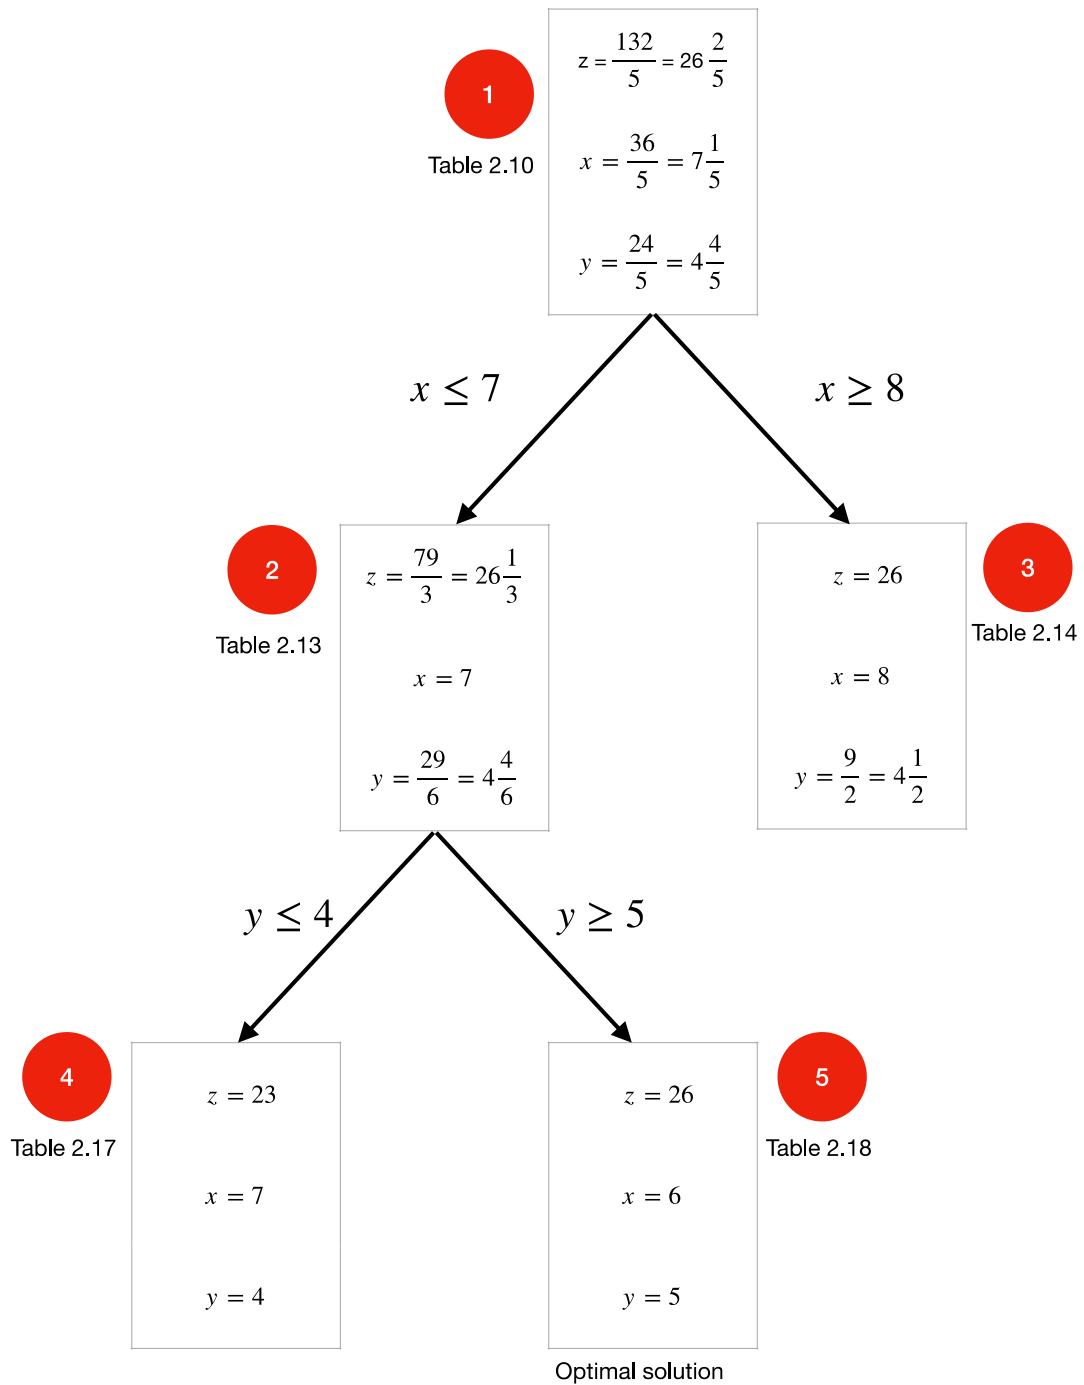 z = 132/5 = 26 2/5
1
Table 2.10
x = 36/5 = 7 1/5
y = 24/5 = 4 4/5
x ≤ 7
x ≥ 8
2
Table 2.13
z = 79/3 = 26 1/3
x = 7
y = 29/6 = 4 4/6
z = 26
3
Table 2.14
x = 8
y = 9/2 = 4 1/2
y ≤ 4
y ≥ 5
4
Table 2.17
z = 23
x = 7
y = 4
z = 26
5
Table 2.18
x = 6
y = 5
Optimal solution